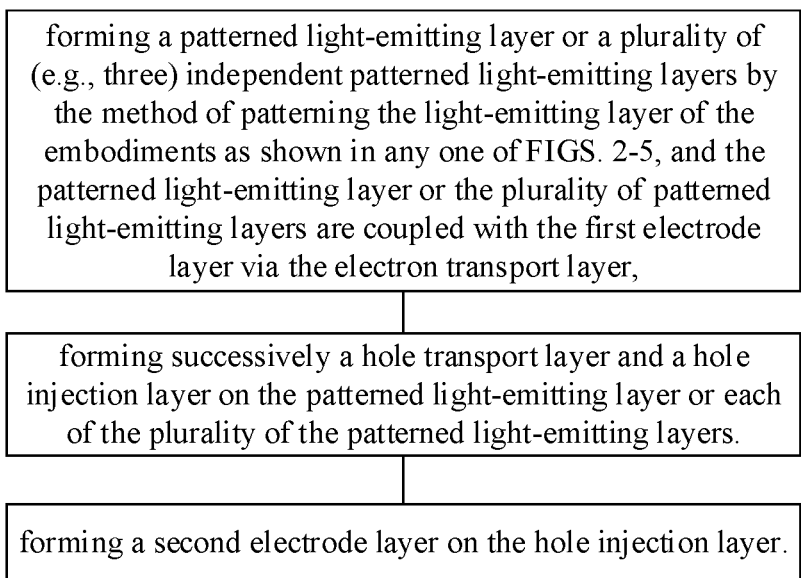 forming a patterned light-emitting layer or a plurality of
(e.g., three) independent patterned light-emitting layers by
the method of patterning the light-emitting layer of the
embodiments as shown in any one of FIGS. 2-5, and the
patterned light-emitting layer or the plurality of patterned
light-emitting layers are coupled with the first electrode
layer via the electron transport layer,
forming successively a hole transport layer and a hole
injection layer on the patterned light-emitting layer or each
of the plurality of the patterned light-emitting layers.
forming a second electrode layer on the hole injection layer.